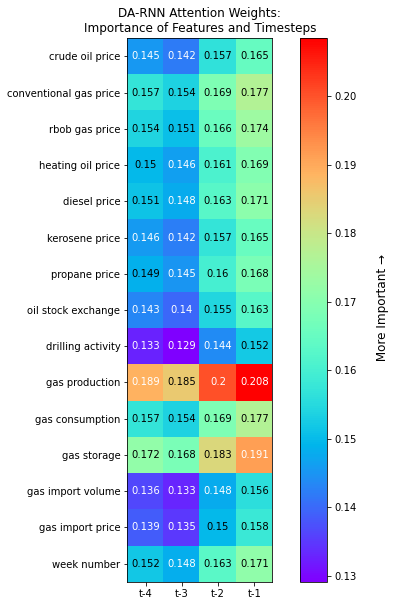 DA-RNN Attention Weights:
Importance of Features and Timesteps
crude oil price 0.145 0.142 0.157 0.165
conventional gas price 0.157 0.154 0.169 0.177
rbob gas price 0.154 0.151 0.166 0.174
heating oil price 0.15 0.146 0.161 0.169
diesel price 0.151 0.148 0.163 0.171
kerosene price 0.146 0.142 0.157 0.165
propane price 0.149 0.145 0.16 0.168
oil stock exchange 0.143 0.14 0.155 0.163
drilling activity 0.133 0.129 0.144 0.152
gas production 0.189 0.185 0.2 0.208
gas consumption 0.157 0.154 0.169 0.177
gas storage 0.172 0.168 0.183 0.191
gas import volume 0.136 0.133 0.148 0.156
gas import price 0.139 0.135 0.15 0.158
week number 0.152 0.148 0.163 0.171
t-4 t-3 t-2 t-1
0.20
0.19
0.18
0.17
0.16
0.15
0.14
0.13
More Important →